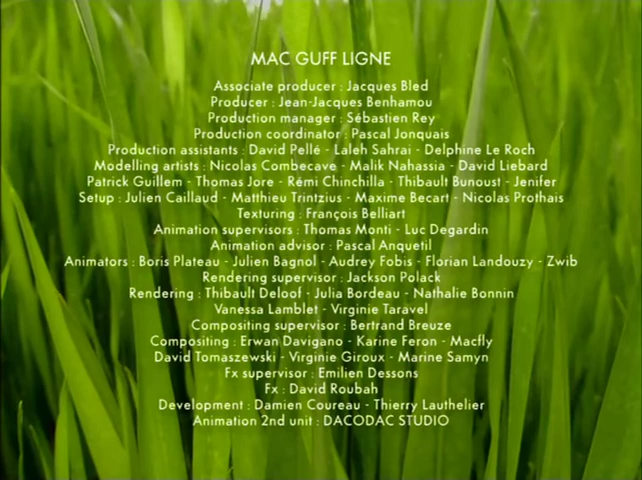 MAC GUFF LIGNE
Associate producer : Jacques Bled
Producer : Jean-Jacques Benhamou
Production manager : Sébastien Rey
Production coordinator : Pascal Jonquais
Production assistants : David Pellé - Laleh Sahrai - Delphine Le Roch
Modelling artists : Nicolas Combecave - Malik Nahassia - David Liebard
Patrick Guillem - Thomas Jore - Rémi Chinchilla - Thibault Bunoust - Jenifer
Setup : Julien Caillaud - Matthieu Trintzius - Maxime Becart - Nicolas Prothais
Texturing : François Belliart
Animation supervisors : Thomas Monti - Luc Degardin
Animation advisor : Pascal Anquetil
Animators : Boris Plateau - Julien Bagnol - Audrey Fobis - Florian Landouzy - Zwib
Rendering supervisor : Jackson Polack
Rendering : Thibault Deloof - Julia Bordeau - Nathalie Bonnin
Vanessa Lamblet - Virginie Taravel
Compositing supervisor : Bertrand Breuze
Compositing : Erwan Davigano - Karine Feron - Macfly
David Tomaszewski - Virginie Giroux - Marine Samyn
Fx supervisor : Emilien Dessons
Fx : David Roubah
Development : Damien Coureau - Thierry Lauthelier
Animation 2nd unit : DACODAC STUDIO